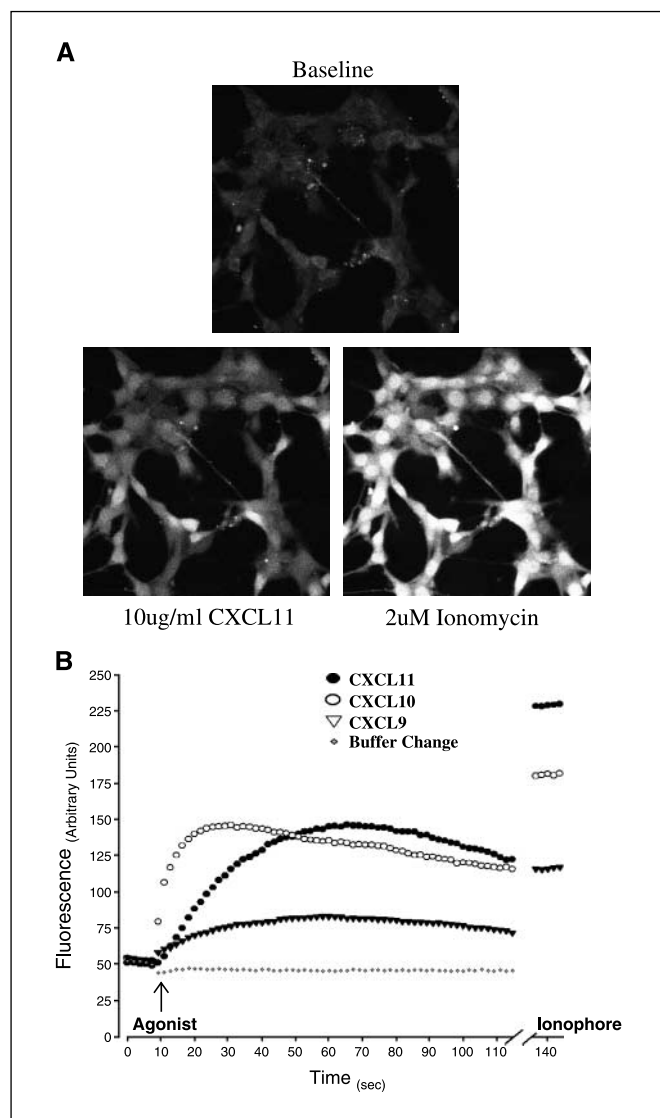 A
Baseline
10ug/ml CXCL11
2uM Ionomycin
B
CXCL11
CXCL10
CXCL9
Buffer Change
Fluorescence (Arbitrary Units)
250
225
200
175
150
125
100
75
50
25
0
Agonist
Ionophore
0 10 20 30 40 50 60 70 80 90 100 110 140
Time (sec)